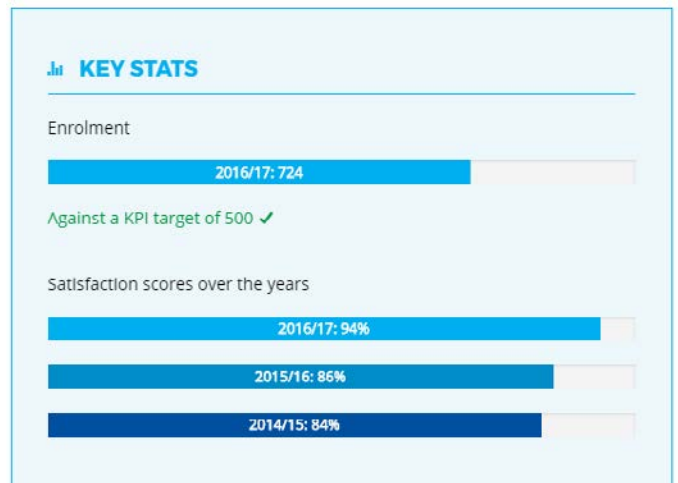 KEY STATS
Enrolment
2016/17: 724
Against a KPI target of 500 ✓
Satisfaction scores over the years
2016/17: 94%
2015/16: 86%
2014/15: 84%